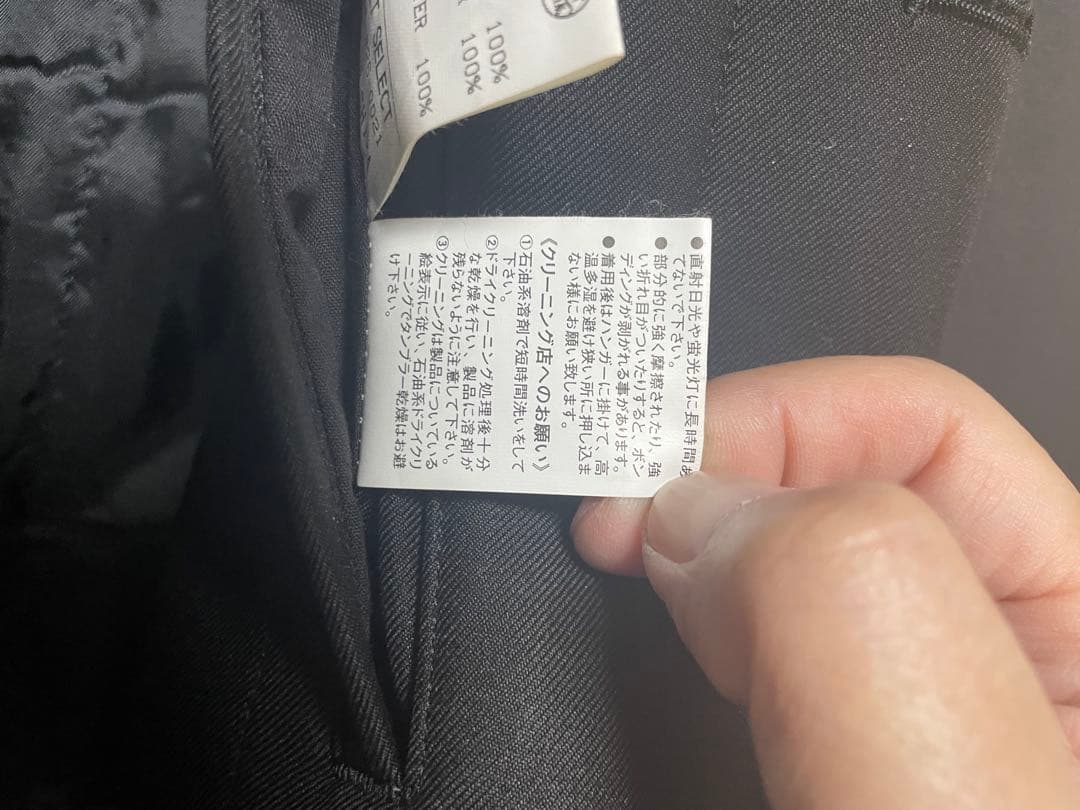 T SELECT
TER 100%
100%
100%
●直射日光や蛍光灯に長時間あ
てないで下さい。
●部分的に強く摩擦されたり、強
い折れ目がついたりすると、ボン
ディングが剥がれる事があります。
●着用後はハンガーに掛けて、高
温多湿を避け狭い所に押し込ま
ない様にお願い致します。
《クリーニング店へのお願い》
①石油系溶剤で短時間洗いをして
下さい。
②ドライクリーニング処理後十分
な乾燥を行い、製品に溶剤が
残らないように注意して下さい。
③クリーニングは製品についている
絵表示に従い、石油系ドライクリ
ーニングでタンブラー乾燥はお避
け下さい。